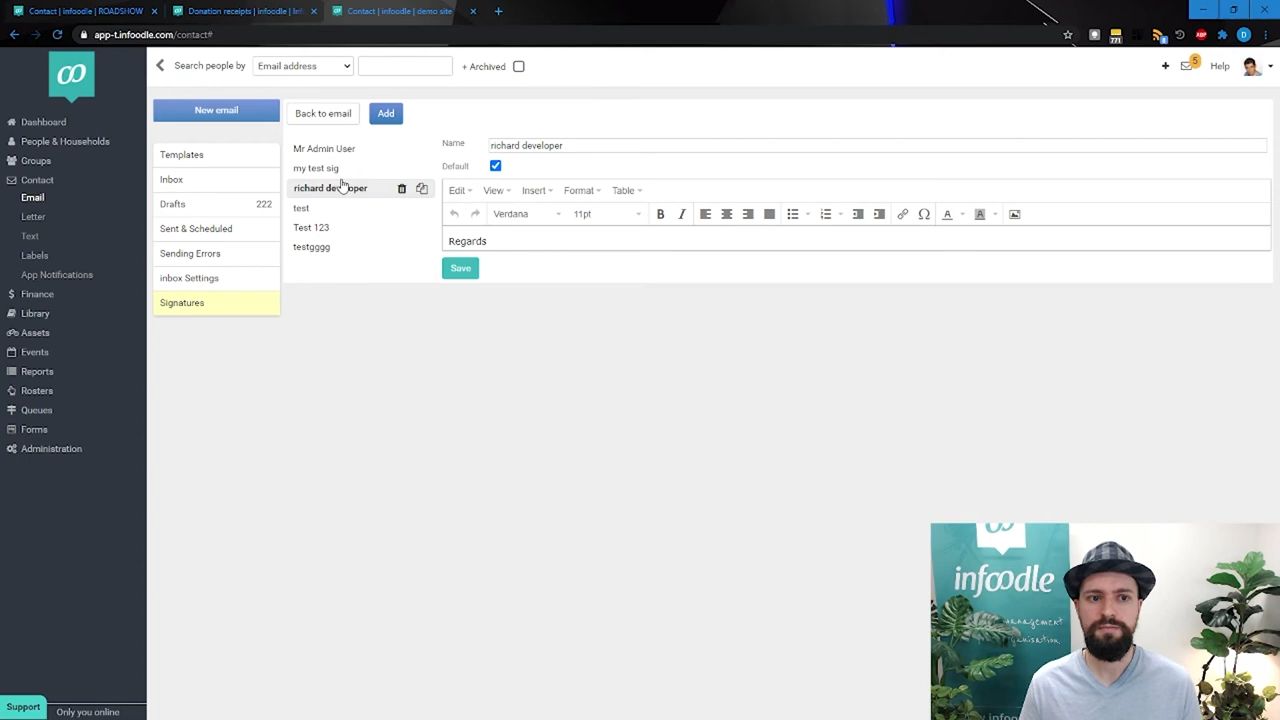 Contact | infoodle | ROADSHOW
Donation receipts | infoodle | Inf
Contact | infoodle | demo site
app-t.infoodle.com/contact#
771
8
ABP
D
Search people by
Email address
+ Archived
5
Help
Dashboard
People & Households
Groups
Contact
Email
Letter
Text
Labels
App Notifications
Finance
Library
Assets
Events
Reports
Rosters
Queues
Forms
Administration
Support
Only you online
New email
Templates
Inbox
Drafts 222
Sent & Scheduled
Sending Errors
inbox Settings
Signatures
Back to email
Add
Mr Admin User
my test sig
richard developer
test
Test 123
testgggg
Name
richard developer
Default
Edit
View
Insert
Format
Table
Verdana
11pt
B
I
A
A
Regards
Save
infoodle